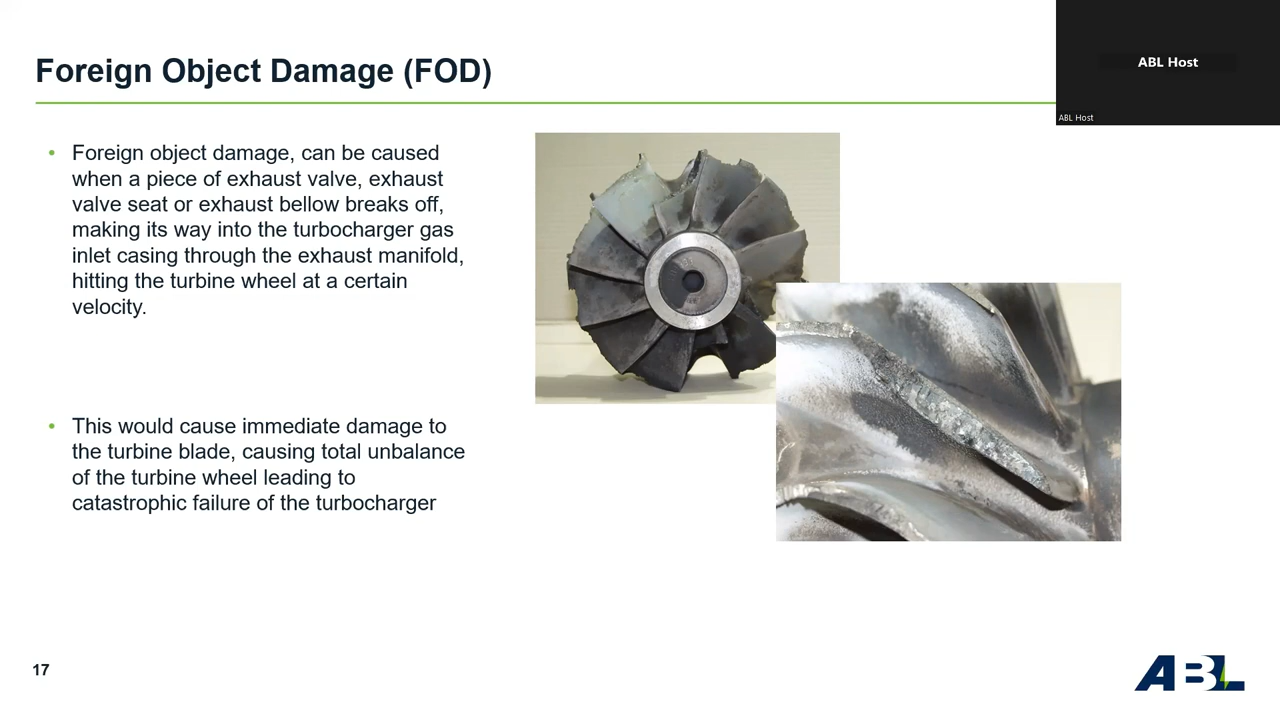 Foreign Object Damage (FOD)
ABL Host
ABL Host
• Foreign object damage, can be caused
when a piece of exhaust valve, exhaust
valve seat or exhaust bellow breaks off,
making its way into the turbocharger gas
inlet casing through the exhaust manifold,
hitting the turbine wheel at a certain
velocity.
• This would cause immediate damage to
the turbine blade, causing total unbalance
of the turbine wheel leading to
catastrophic failure of the turbocharger
17
ABL